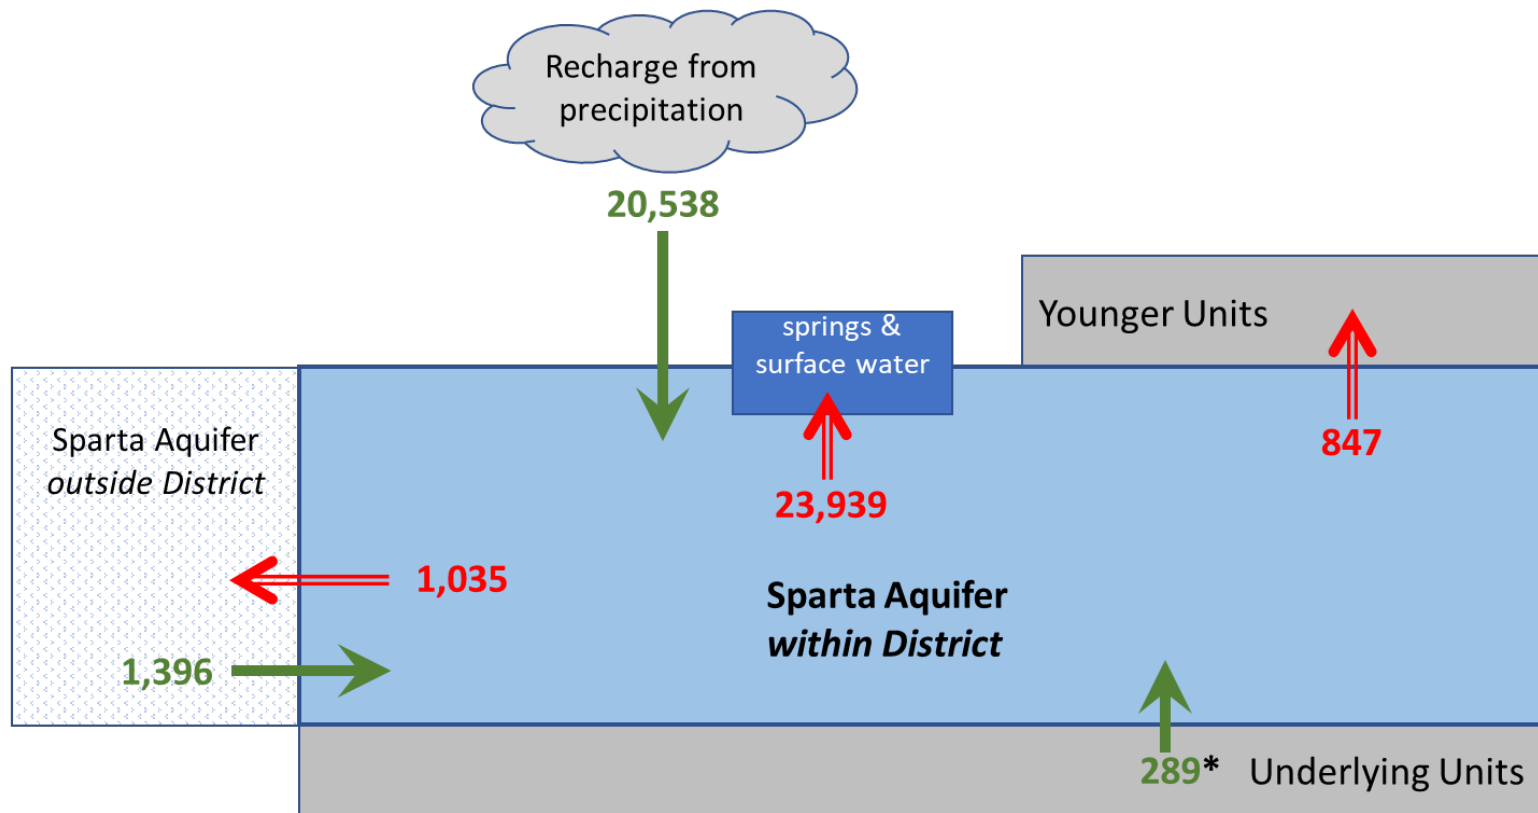 Recharge from
precipitation
20,538
springs &
surface water
Younger Units
847
Sparta Aquifer
outside District
23,939
1,035
Sparta Aquifer
within District
1,396
289* Underlying Units